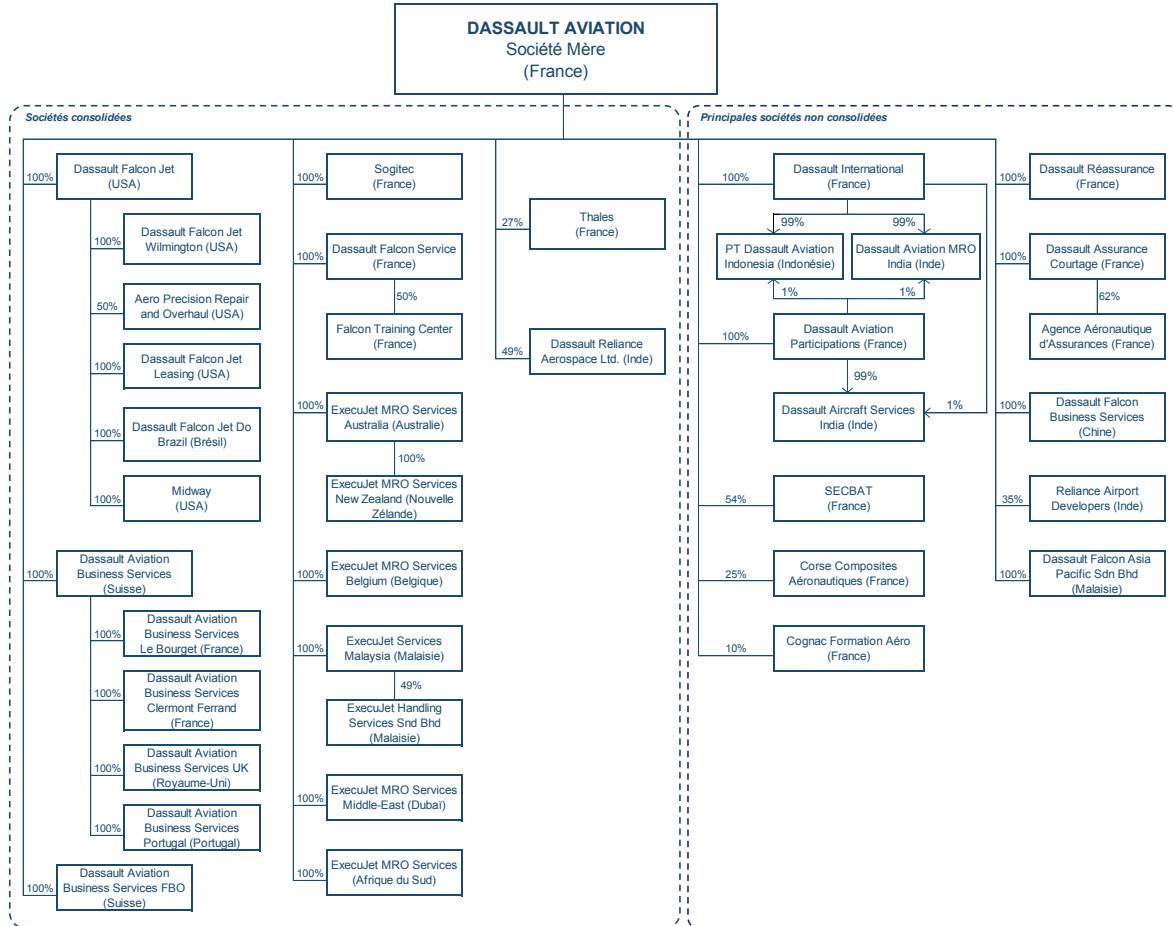 DASSAULT AVIATION
Société Mère
(France)
Sociétés consolidées
100%
Dassault Falcon Jet
(USA)
100%
Dassault Falcon Jet
Wilmington (USA)
50%
Aero Precision Repair
and Overhaul (USA)
100%
Dassault Falcon Jet
Leasing (USA)
100%
Dassault Falcon Jet Do
Brazil (Brésil)
100%
Midway
(USA)
100%
Dassault Aviation
Business Services
(Suisse)
100%
Dassault Aviation
Business Services
Le Bourget (France)
100%
Dassault Aviation
Business Services
Clermont Ferrand
(France)
100%
Dassault Aviation
Business Services UK
(Royaume-Uni)
100%
Dassault Aviation
Business Services
Portugal (Portugal)
100%
Dassault Aviation
Business Services FBO
(Suisse)
100%
Sogitec
(France)
100%
Dassault Falcon Service
(France)
50%
Falcon Training Center
(France)
100%
ExecuJet MRO Services
Australia (Australie)
100%
ExecuJet MRO Services
New Zealand (Nouvelle
Zélande)
100%
ExecuJet MRO Services
Belgium (Belgique)
100%
ExecuJet Services
Malaysia (Malaisie)
49%
ExecuJet Handling
Services Snd Bhd
(Malaisie)
100%
ExecuJet MRO Services
Middle-East (Dubaï)
100%
ExecuJet MRO Services
(Afrique du Sud)
27%
Thales
(France)
49%
Dassault Reliance
Aerospace Ltd. (Inde)
Principales sociétés non consolidées
100%
Dassault International
(France)
99%
99%
PT Dassault Aviation
Indonesia (Indonésie)
Dassault Aviation MRO
India (Inde)
1%
1%
100%
Dassault Aviation
Participations (France)
99%
Dassault Aircraft Services
India (Inde)
1%
54%
SECBAT
(France)
25%
Corse Composites
Aéronautiques (France)
10%
Cognac Formation Aéro
(France)
100%
Dassault Réassurance
(France)
100%
Dassault Assurance
Courtage (France)
62%
Agence Aéronautique
d'Assurances (France)
100%
Dassault Falcon
Business Services
(Chine)
35%
Reliance Airport
Developers (Inde)
100%
Dassault Falcon Asia
Pacific Sdn Bhd
(Malaisie)